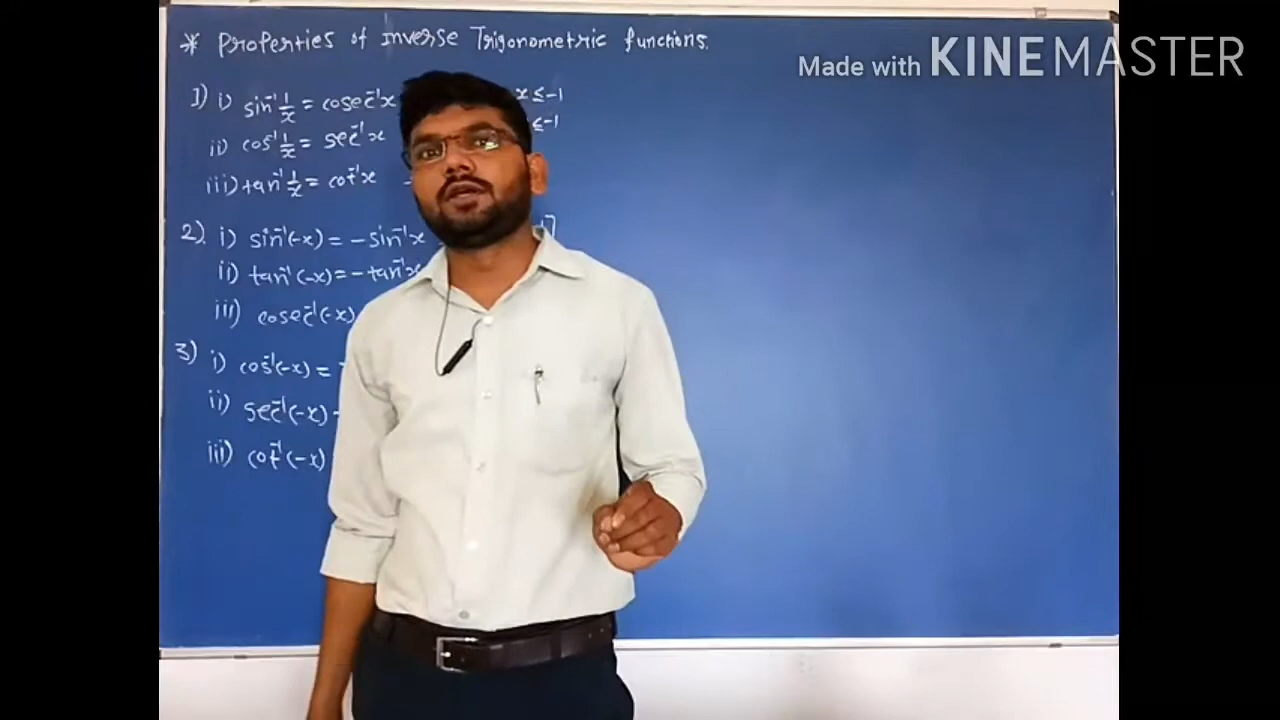 * Properties of Inverse Trigonometric functions.
Made with KINEMASTER
1) i) sin⁻¹ 1/x = cosec⁻¹x x ≤ -1
ii) cos⁻¹ 1/x = sec⁻¹x ≤ -1
iii) tan⁻¹ 1/x = cot⁻¹x
2). i) sin⁻¹(-x) = - sin⁻¹x
ii) tan⁻¹(-x) = - tan⁻¹x
iii) cosec⁻¹(-x)
3) i) cos⁻¹(-x) =
ii) sec⁻¹(-x)
iii) cot⁻¹(-x)